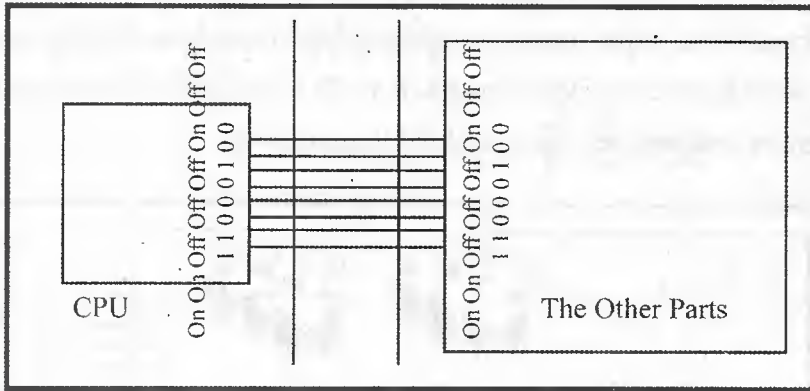 On On Off Off Off On Off Off
1 1 0 0 0 1 0 0
CPU
On On Off Off Off On Off Off
1 1 0 0 0 1 0 0
The Other Parts